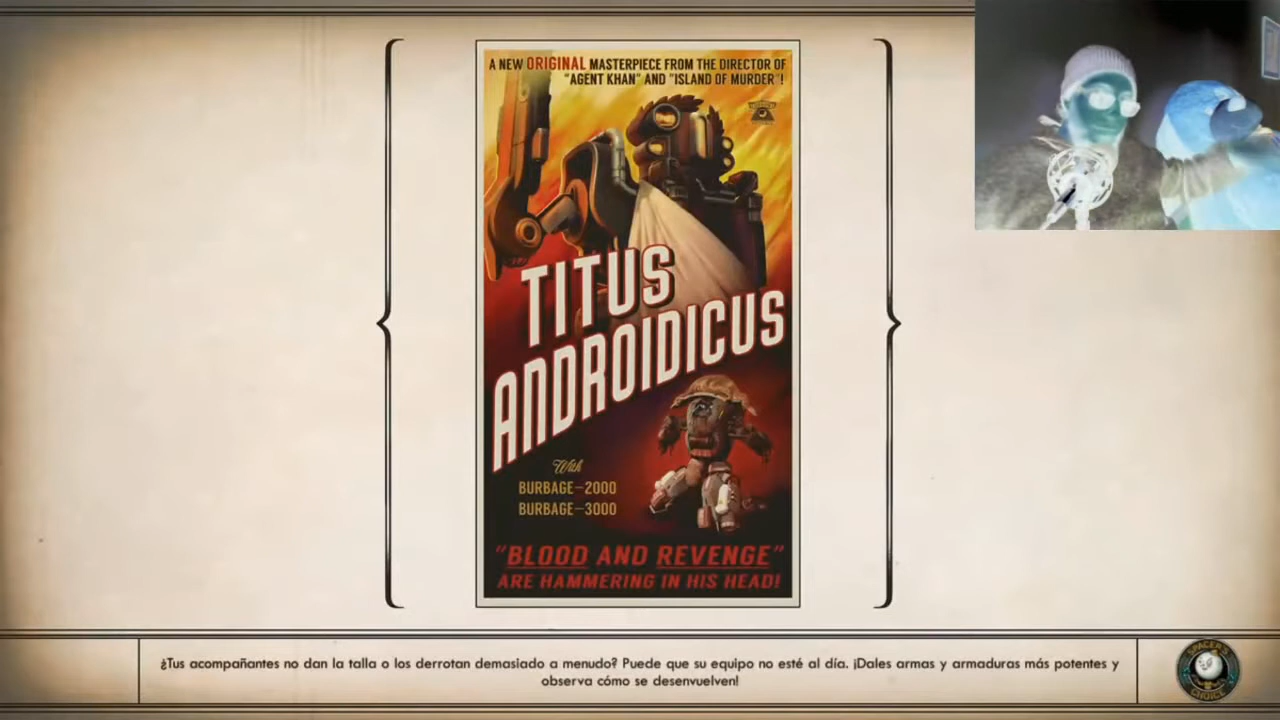 A NEW ORIGINAL MASTERPIECE FROM THE DIRECTOR OF
"AGENT KHAN" AND "ISLAND OF MURDER"!
TITUS
ANDROIDICUS
With
BURBAGE-2000
BURBAGE-3000
"BLOOD AND REVENGE"
ARE HAMMERING IN HIS HEAD!
¿Tus acompañantes no dan la talla o los derrotan demasiado a menudo? Puede que su equipo no esté al día. ¡Dales armas y armaduras más potentes y
observa cómo se desenvuelven!
SPACER'S
CHOICE